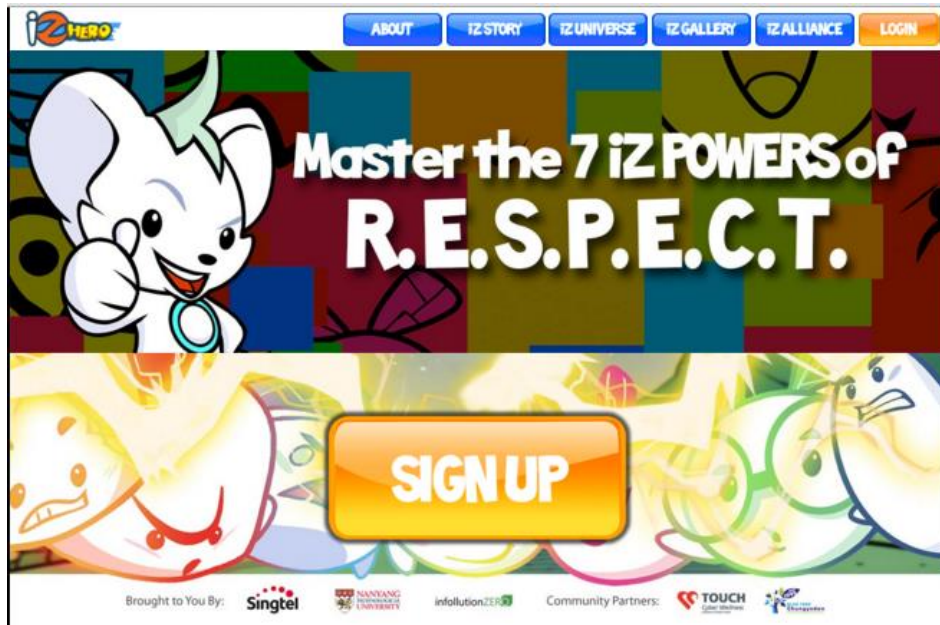 iZ HERO
ABOUT
iZ STORY
iZ UNIVERSE
iZ GALLERY
iZ ALLIANCE
LOGIN
Master the 7 iZ POWERS of
R.E.S.P.E.C.T.
SIGN UP
Brought to You By:
Singtel
NANYANG
TECHNOLOGICAL
UNIVERSITY
infollutionZERO
Community Partners:
TOUCH
Cyber Wellness
Chungyedon